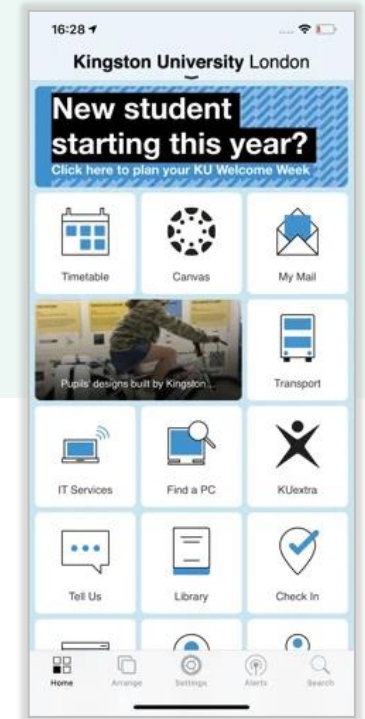 16:28
Kingston University London
New student
starting this year?
Click here to plan your KU Welcome Week
Timetable
Canvas
My Mail
Pupils' designs built by Kingston...
Transport
IT Services
Find a PC
KUextra
Tell Us
Library
Check In
Home
Arrange
Settings
Alerts
Search